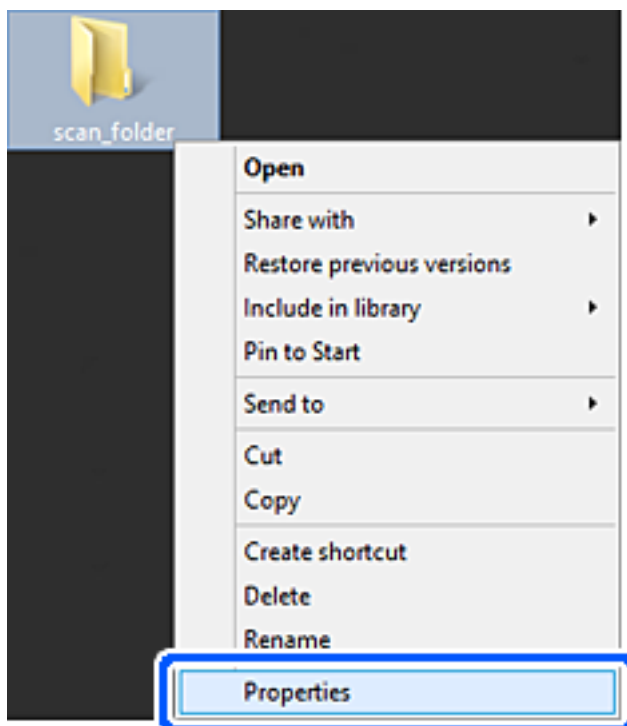 scan_folder
Open
Share with
Restore previous versions
Include in library
Pin to Start
Send to
Cut
Copy
Create shortcut
Delete
Rename
Properties